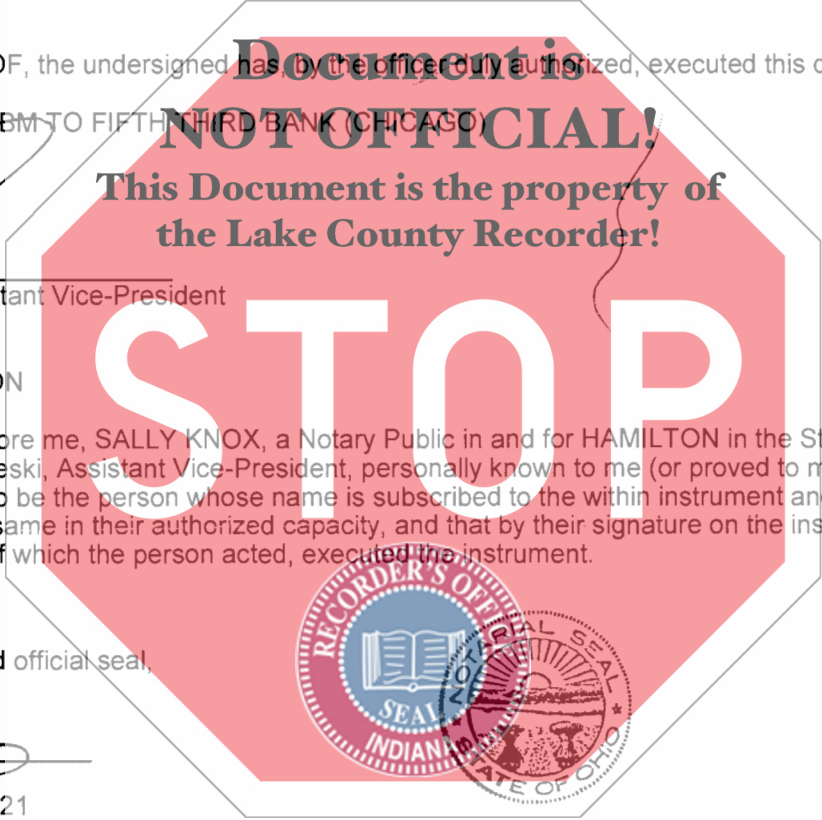 Document is
OF, the undersigned has, by the officer duly authorized, executed this
NOT OFFICIAL!
BM TO FIFTH THIRD BANK (CHICAGO)
This Document is the property of
the Lake County Recorder!
tant Vice-President
STOP
ON
ore me, SALLY KNOX, a Notary Public in and for HAMILTON in the St
eski, Assistant Vice-President, personally known to me (or proved to m
o be the person whose name is subscribed to the within instrument an
same in their authorized capacity, and that by their signature on the ins
f which the person acted, executed the instrument.
RECORDER'S OFFICE
SEAL
INDIANA
NOTARIAL SEAL
STATE OF OHIO
d official seal,
21